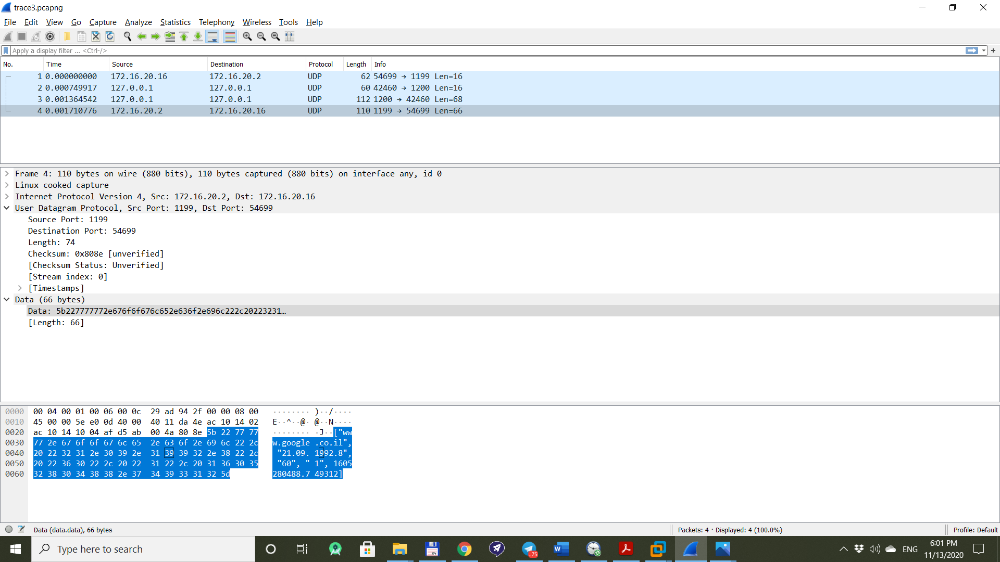 trace3.pcapng
File Edit View Go Capture Analyze Statistics Telephony Wireless Tools Help
Apply a display filter ... <Ctrl-/>
No. Time Source Destination Protocol Length Info
1 0.000000000 172.16.20.16 172.16.20.2 UDP 62 54699 → 1199 Len=16
2 0.000749917 127.0.0.1 127.0.0.1 UDP 60 42460 → 1200 Len=16
3 0.001364542 127.0.0.1 127.0.0.1 UDP 112 1200 → 42460 Len=68
4 0.001710776 172.16.20.2 172.16.20.16 UDP 110 1199 → 54699 Len=66
Frame 4: 110 bytes on wire (880 bits), 110 bytes captured (880 bits) on interface any, id 0
Linux cooked capture
Internet Protocol Version 4, Src: 172.16.20.2, Dst: 172.16.20.16
User Datagram Protocol, Src Port: 1199, Dst Port: 54699
Source Port: 1199
Destination Port: 54699
Length: 74
Checksum: 0x808e [unverified]
[Checksum Status: Unverified]
[Stream index: 0]
[Timestamps]
Data (66 bytes)
Data: 5b227777772e676f6f676c652e636f2e696c222c20223231…
[Length: 66]
0000 00 04 00 01 00 06 00 0c 29 ad 94 2f 00 00 08 00 ········ )··/····
0010 45 00 00 5e e0 0d 40 00 40 11 da 4e ac 10 14 02 E··^··@· @··N····
0020 ac 10 14 10 04 af d5 ab 00 4a 80 8e 5b 22 77 77 ········ ·J··["ww
0030 77 2e 67 6f 6f 67 6c 65 2e 63 6f 2e 69 6c 22 2c w.google .co.il",
0040 20 22 32 31 2e 30 39 2e 31 39 39 32 2e 38 22 2c "21.09. 1992.8",
0050 20 22 36 30 22 2c 20 22 31 22 2c 20 31 36 30 35 "60", " 1", 1605
0060 32 38 30 34 38 38 2e 37 34 39 33 31 32 5d 280488.7 49312]
Data (data.data), 66 bytes Packets: 4 · Displayed: 4 (100.0%) Profile: Default
Type here to search 64 .75 W ENG 6:01 PM
11/13/2020